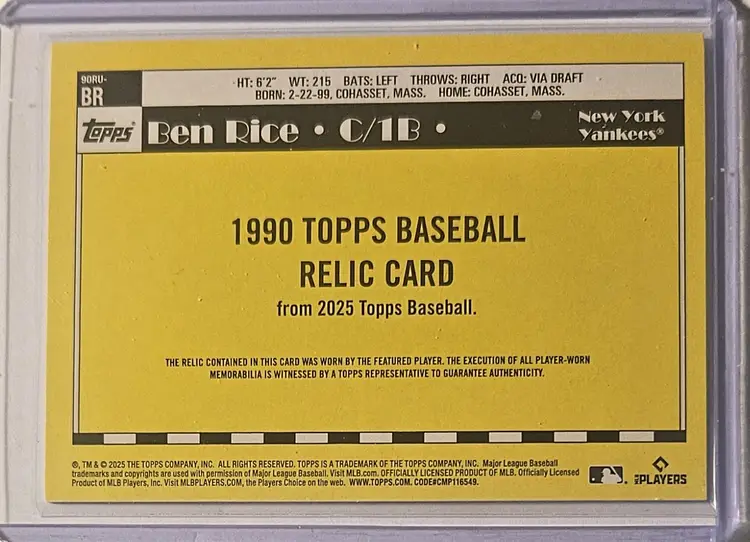 90RU-
BR
HT: 6'2" WT: 215 BATS: LEFT THROWS: RIGHT ACQ: VIA DRAFT
BORN: 2-22-99, COHASSET, MASS. HOME: COHASSET, MASS.
Topps
Ben Rice • C/1B •
New York
Yankees®
1990 TOPPS BASEBALL
RELIC CARD
from 2025 Topps Baseball.
THE RELIC CONTAINED IN THIS CARD WAS WORN BY THE FEATURED PLAYER. THE EXECUTION OF ALL PLAYER-WORN
MEMORABILIA IS WITNESSED BY A TOPPS REPRESENTATIVE TO GUARANTEE AUTHENTICITY.
®, TM & © 2025 THE TOPPS COMPANY, INC. ALL RIGHTS RESERVED. TOPPS IS A TRADEMARK OF THE TOPPS COMPANY, INC. Major League Baseball
trademarks and copyrights are used with permission of Major League Baseball. Visit MLB.com. OFFICIALLY LICENSED PRODUCT OF MLB. Officially Licensed
Product of MLB Players, Inc. Visit MLBPLAYERS.COM, the Players Choice on the web. WWW.TOPPS.COM. CODE#CMP116549.
MLB PLAYERS